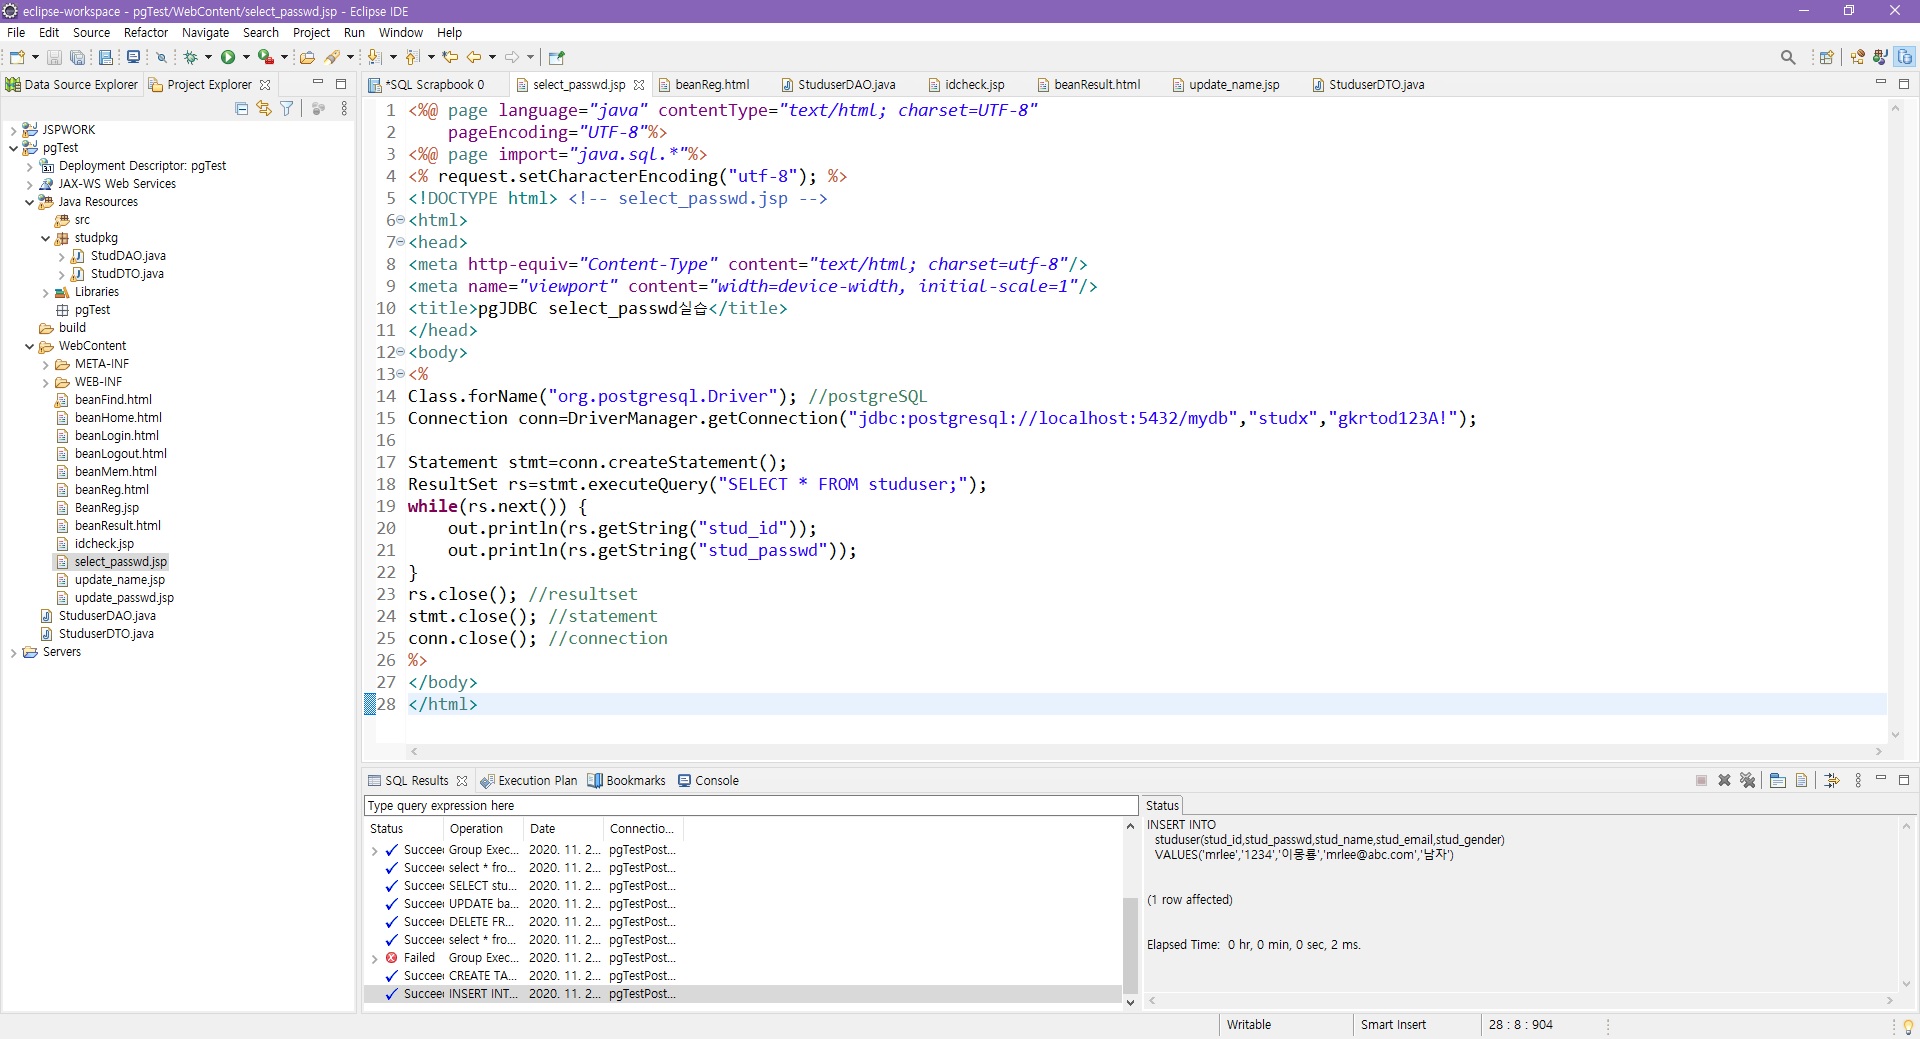 eclipse-workspace - pgTest/WebContent/select_passwd.jsp - Eclipse IDE
File Edit Source Refactor Navigate Search Project Run Window Help
Data Source Explorer Project Explorer
JSPWORK
pgTest
Deployment Descriptor: pgTest
JAX-WS Web Services
Java Resources
src
studpkg
StudDAO.java
StudDTO.java
Libraries
pgTest
build
WebContent
META-INF
WEB-INF
beanFind.html
beanHome.html
beanLogin.html
beanLogout.html
beanMem.html
beanReg.html
BeanReg.jsp
beanResult.html
idcheck.jsp
select_passwd.jsp
update_name.jsp
update_passwd.jsp
StuduserDAO.java
StuduserDTO.java
Servers
*SQL Scrapbook 0 select_passwd.jsp beanReg.html StuduserDAO.java idcheck.jsp beanResult.html update_name.jsp StuduserDTO.java
1 <%@ page language="java" contentType="text/html; charset=UTF-8"
2     pageEncoding="UTF-8"%>
3 <%@ page import="java.sql.*"%>
4 <% request.setCharacterEncoding("utf-8"); %>
5 <!DOCTYPE html> <!-- select_passwd.jsp -->
6 <html>
7 <head>
8 <meta http-equiv="Content-Type" content="text/html; charset=utf-8"/>
9 <meta name="viewport" content="width=device-width, initial-scale=1"/>
10 <title>pgJDBC select_passwd실습</title>
11 </head>
12 <body>
13 <%
14 Class.forName("org.postgresql.Driver"); //postgreSQL
15 Connection conn=DriverManager.getConnection("jdbc:postgresql://localhost:5432/mydb","studx","gkrtod123A!");
16
17 Statement stmt=conn.createStatement();
18 ResultSet rs=stmt.executeQuery("SELECT * FROM studuser;");
19 while(rs.next()) {
20     out.println(rs.getString("stud_id"));
21     out.println(rs.getString("stud_passwd"));
22 }
23 rs.close(); //resultset
24 stmt.close(); //statement
25 conn.close(); //connection
26 %>
27 </body>
28 </html>
SQL Results Execution Plan Bookmarks Console
Type query expression here
Status Operation Date Connectio...
Succee Group Exec... 2020. 11. 2... pgTestPost...
Succee select * fro... 2020. 11. 2... pgTestPost...
Succee SELECT stu... 2020. 11. 2... pgTestPost...
Succee UPDATE ba... 2020. 11. 2... pgTestPost...
Succee DELETE FR... 2020. 11. 2... pgTestPost...
Succee select * fro... 2020. 11. 2... pgTestPost...
Failed Group Exec... 2020. 11. 2... pgTestPost...
Succee CREATE TA... 2020. 11. 2... pgTestPost...
Succee INSERT INT... 2020. 11. 2... pgTestPost...
Status
INSERT INTO
studuser(stud_id,stud_passwd,stud_name,stud_email,stud_gender)
VALUES('mrlee','1234','이몽룡','mrlee@abc.com','남자')
(1 row affected)
Elapsed Time:  0 hr, 0 min, 0 sec, 2 ms.
Writable Smart Insert 28 : 8 : 904